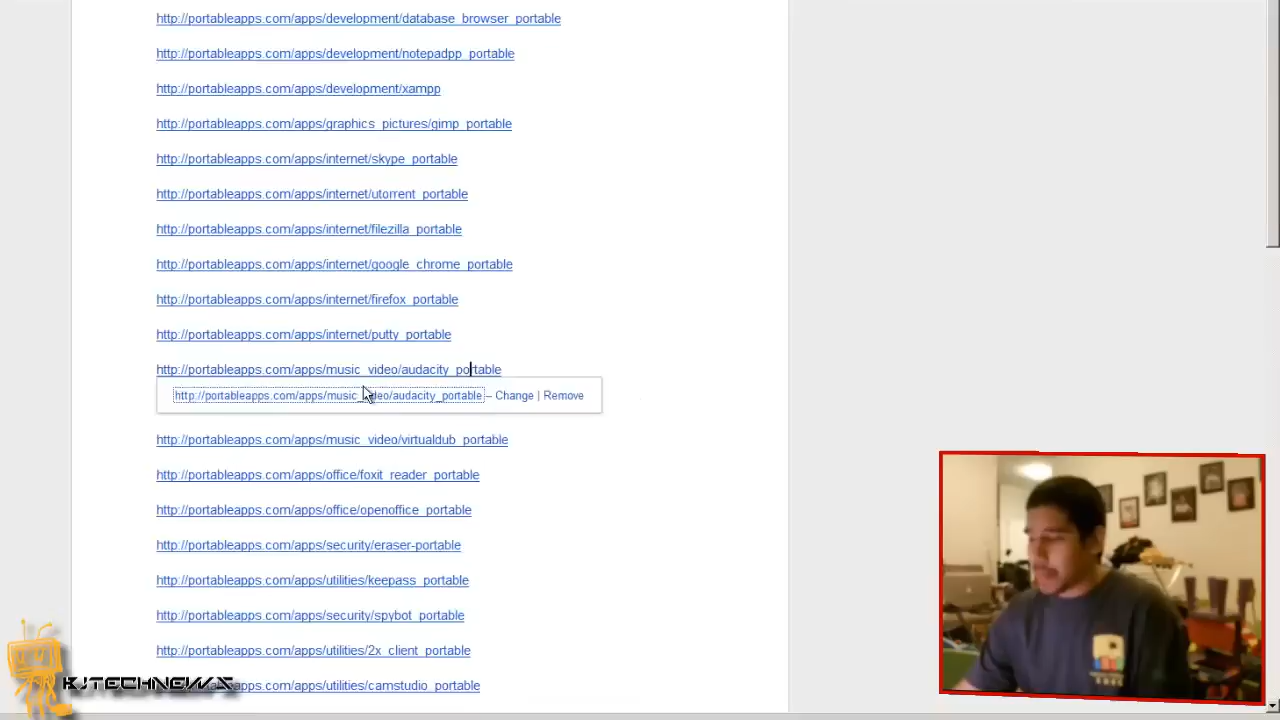 http://portableapps.com/apps/development/database_browser_portable
http://portableapps.com/apps/development/notepadpp_portable
http://portableapps.com/apps/development/xampp
http://portableapps.com/apps/graphics_pictures/gimp_portable
http://portableapps.com/apps/internet/skype_portable
http://portableapps.com/apps/internet/utorrent_portable
http://portableapps.com/apps/internet/filezilla_portable
http://portableapps.com/apps/internet/google_chrome_portable
http://portableapps.com/apps/internet/firefox_portable
http://portableapps.com/apps/internet/putty_portable
http://portableapps.com/apps/music_video/audacity_portable
http://portableapps.com/apps/music_video/audacity_portable – Change | Remove
http://portableapps.com/apps/music_video/virtualdub_portable
http://portableapps.com/apps/office/foxit_reader_portable
http://portableapps.com/apps/office/openoffice_portable
http://portableapps.com/apps/security/eraser-portable
http://portableapps.com/apps/utilities/keepass_portable
http://portableapps.com/apps/security/spybot_portable
http://portableapps.com/apps/utilities/2x_client_portable
eapps.com/apps/utilities/camstudio_portable
KJTECHNEWS